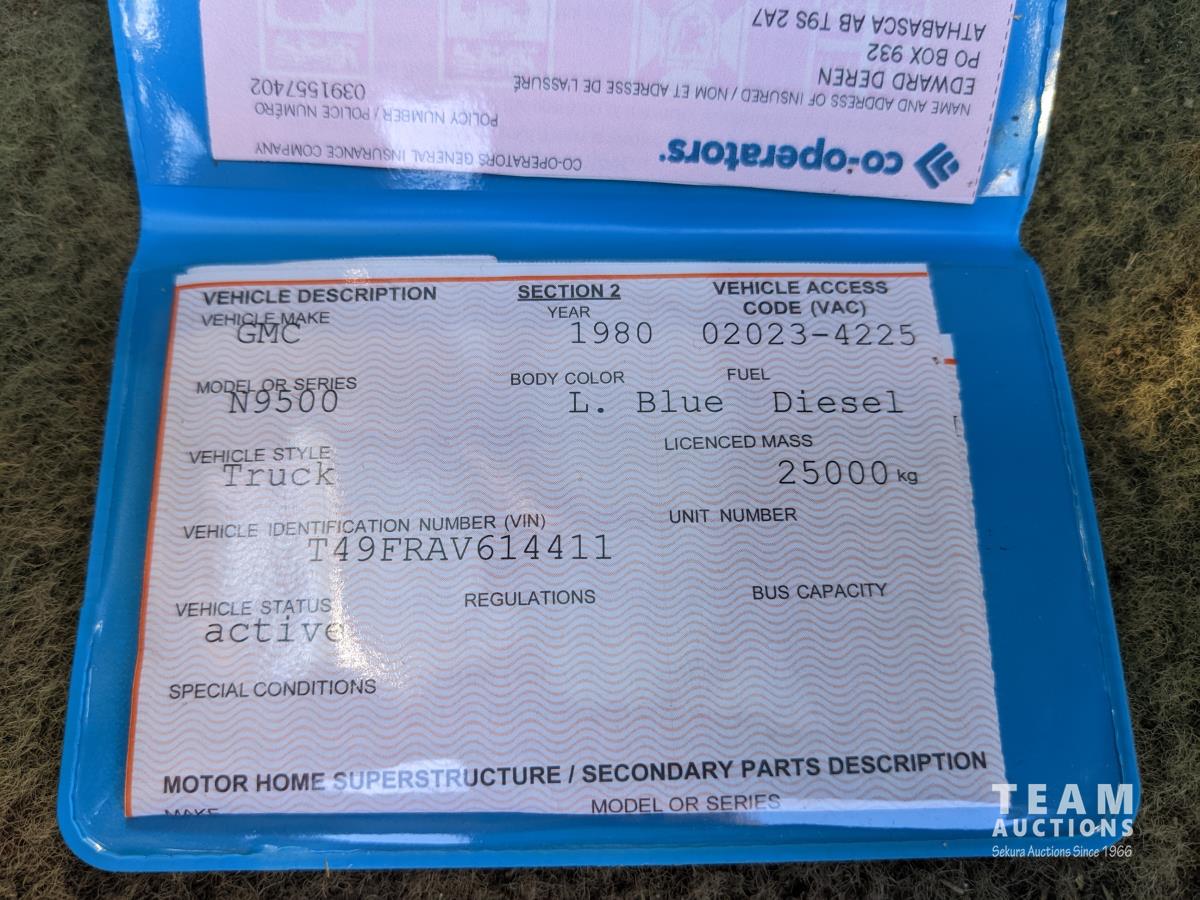 co-operators
CO-OPERATORS GENERAL INSURANCE COMPANY
NAME AND ADDRESS OF INSURED / NOM ET ADRESSE DE L'ASSURÉ
POLICY NUMBER / POLICE NUMÉRO
EDWARD DEREN
0391557402
PO BOX 932
ATHABASCA AB T9S 2A7
VEHICLE DESCRIPTION SECTION 2 VEHICLE ACCESS
CODE (VAC)
VEHICLE MAKE YEAR
GMC 1980 02023-4225
MODEL OR SERIES BODY COLOR FUEL
N9500 L. Blue Diesel
VEHICLE STYLE LICENCED MASS
Truck 25000 kg
VEHICLE IDENTIFICATION NUMBER (VIN) UNIT NUMBER
T49FRAV614411
VEHICLE STATUS REGULATIONS BUS CAPACITY
active
SPECIAL CONDITIONS
MOTOR HOME SUPERSTRUCTURE / SECONDARY PARTS DESCRIPTION
MAKE MODEL OR SERIES
TEAM
AUCTIONS
Sekura Auctions Since 1966